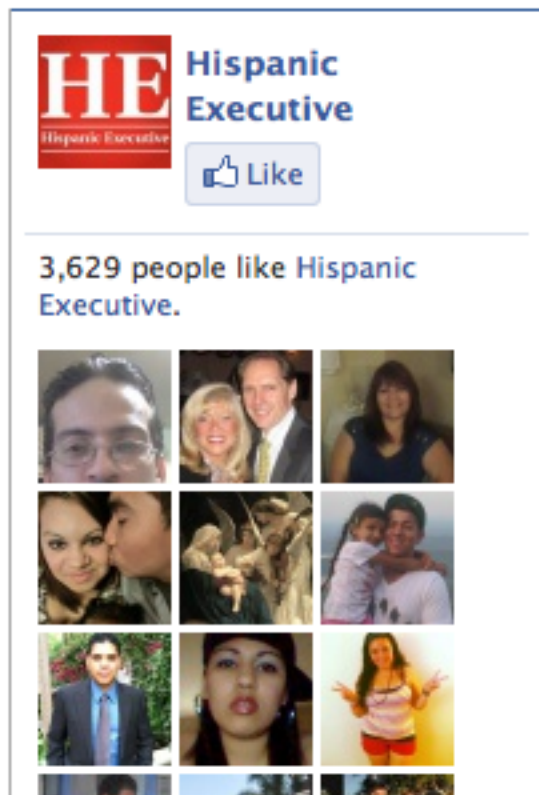 HE
Hispanic Executive
Hispanic
Executive
Like
3,629 people like Hispanic
Executive.